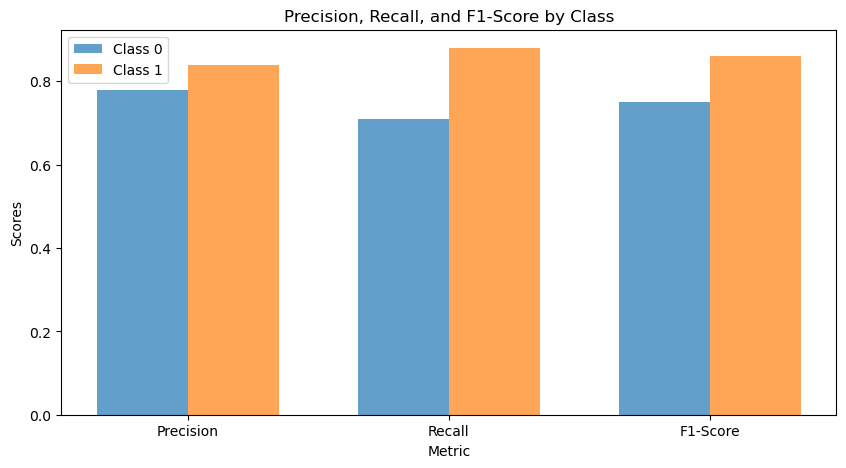 Precision, Recall, and F1-Score by Class
Class 0
Class 1
Scores
0.8
0.6
0.4
0.2
0.0
Precision Recall F1-Score
Metric